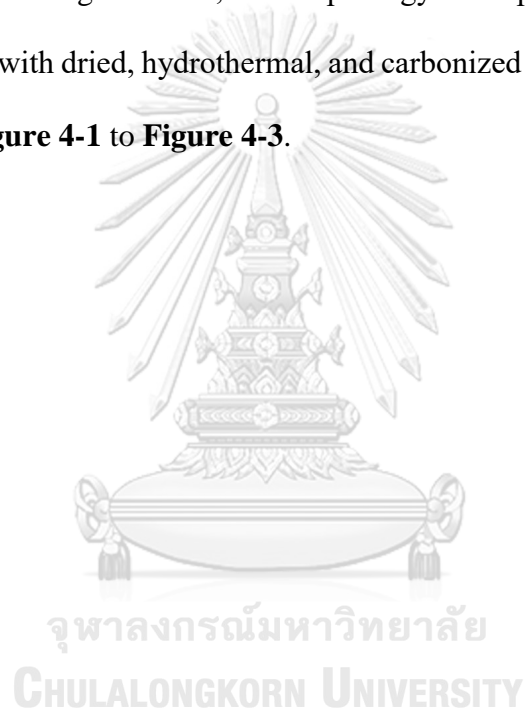 with dried, hydrothermal, and carbonized
gure 4-1 to Figure 4-3.
จุฬาลงกรณ์มหาวิทยาลัย
CHULALONGKORN UNIVERSITY